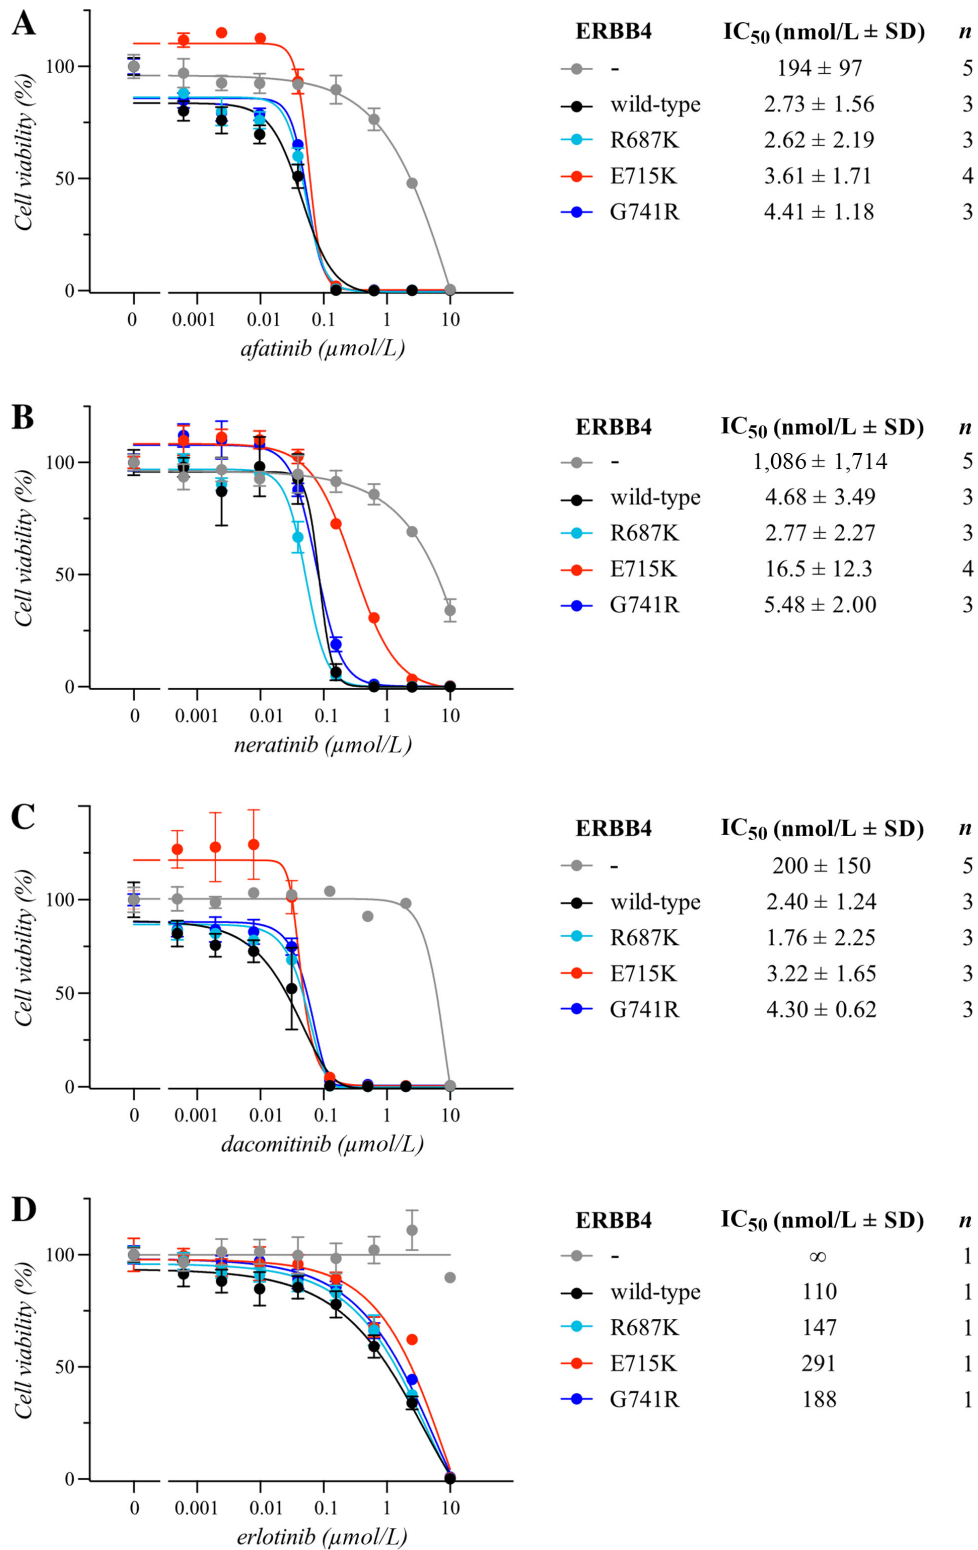 A
ERBB4 IC50 (nmol/L ± SD) n
- 194 ± 97 5
wild-type 2.73 ± 1.56 3
R687K 2.62 ± 2.19 3
E715K 3.61 ± 1.71 4
G741R 4.41 ± 1.18 3
Cell viability (%)
100
50
0
0 0.001 0.01 0.1 1 10
afatinib (µmol/L)
B
ERBB4 IC50 (nmol/L ± SD) n
- 1,086 ± 1,714 5
wild-type 4.68 ± 3.49 3
R687K 2.77 ± 2.27 3
E715K 16.5 ± 12.3 4
G741R 5.48 ± 2.00 3
Cell viability (%)
100
50
0
0 0.001 0.01 0.1 1 10
neratinib (µmol/L)
C
ERBB4 IC50 (nmol/L ± SD) n
- 200 ± 150 5
wild-type 2.40 ± 1.24 3
R687K 1.76 ± 2.25 3
E715K 3.22 ± 1.65 3
G741R 4.30 ± 0.62 3
Cell viability (%)
100
50
0
0 0.001 0.01 0.1 1 10
dacomitinib (µmol/L)
D
ERBB4 IC50 (nmol/L ± SD) n
- ∞ 1
wild-type 110 1
R687K 147 1
E715K 291 1
G741R 188 1
Cell viability (%)
100
50
0
0 0.001 0.01 0.1 1 10
erlotinib (µmol/L)